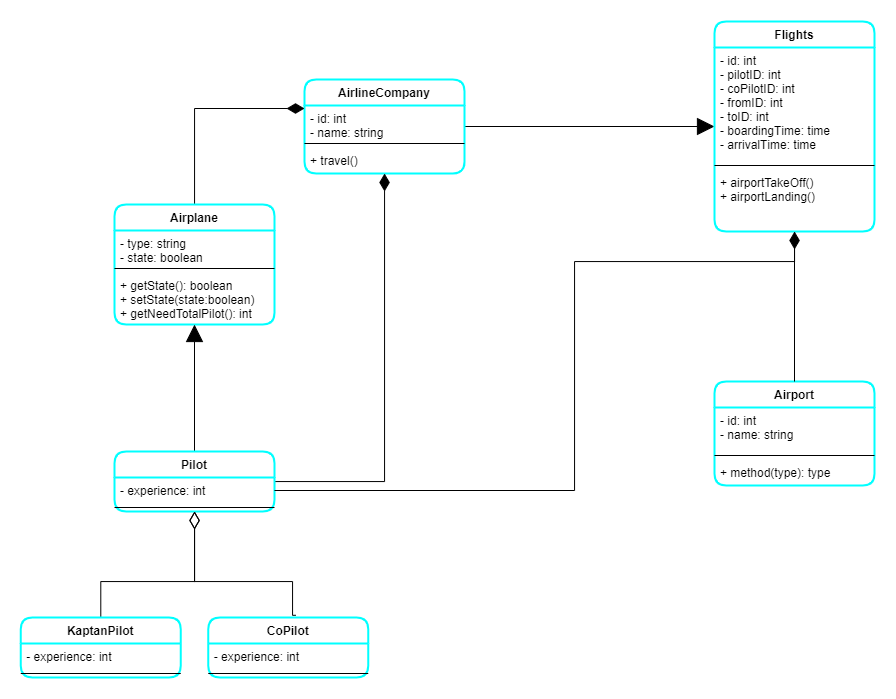 Flights
- id: int
- pilotID: int
- coPilotID: int
- fromID: int
- toID: int
- boardingTime: time
- arrivalTime: time
+ airportTakeOff()
+ airportLanding()
AirlineCompany
- id: int
- name: string
+ travel()
Airplane
- type: string
- state: boolean
+ getState(): boolean
+ setState(state:boolean)
+ getNeedTotalPilot(): int
Airport
- id: int
- name: string
+ method(type): type
Pilot
- experience: int
KaptanPilot
- experience: int
CoPilot
- experience: int